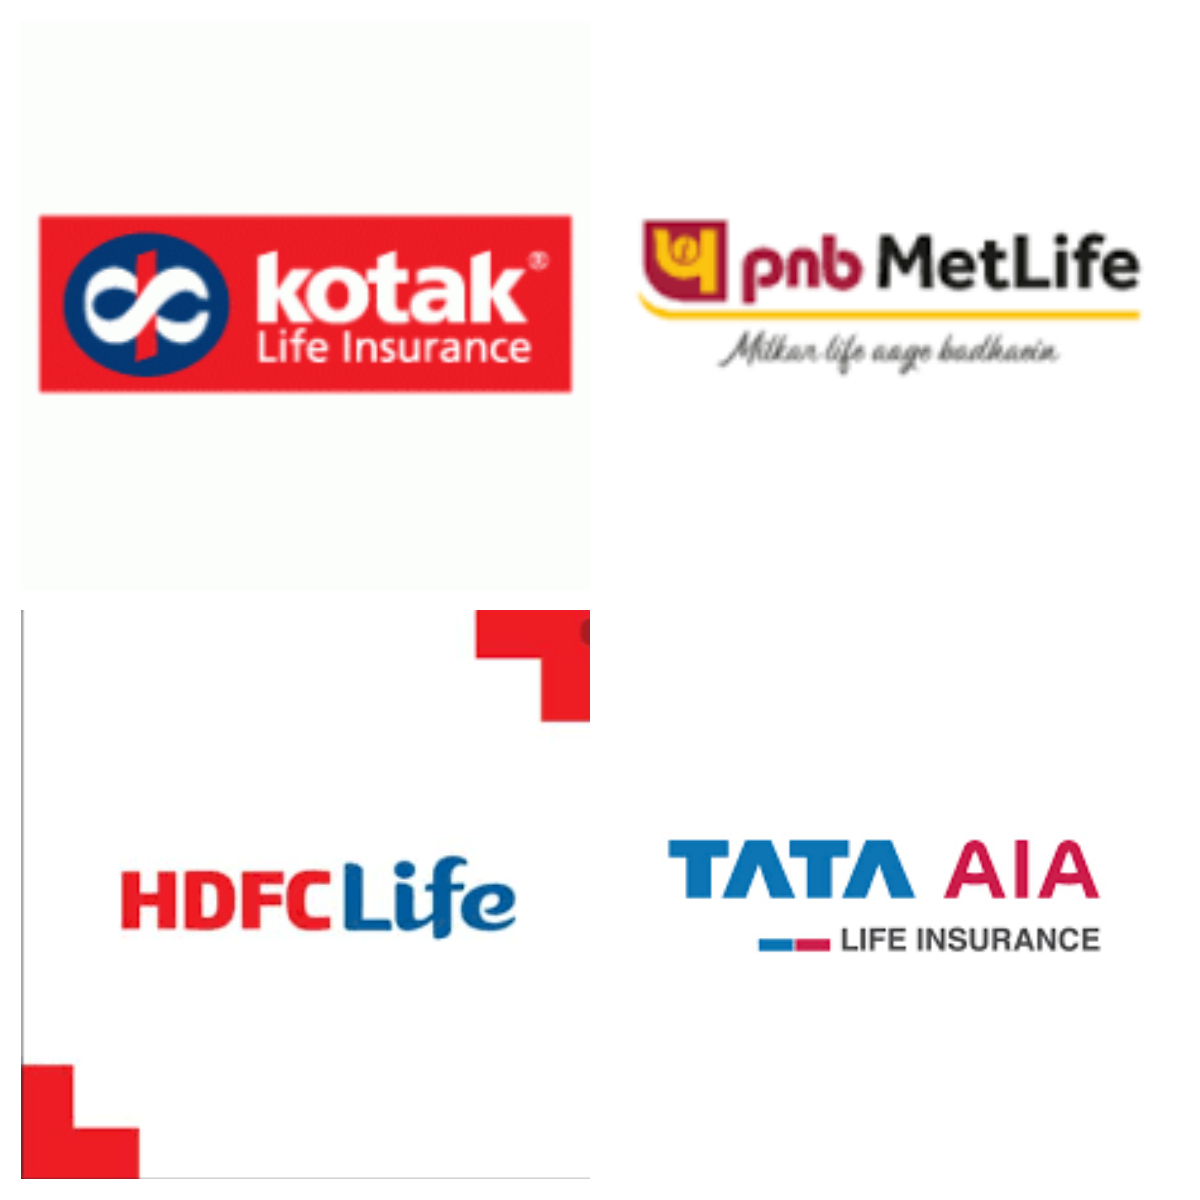 kotak®
Life Insurance
pnb MetLife
Milkar life aage badhaein
HDFC Life
TATA AIA
LIFE INSURANCE